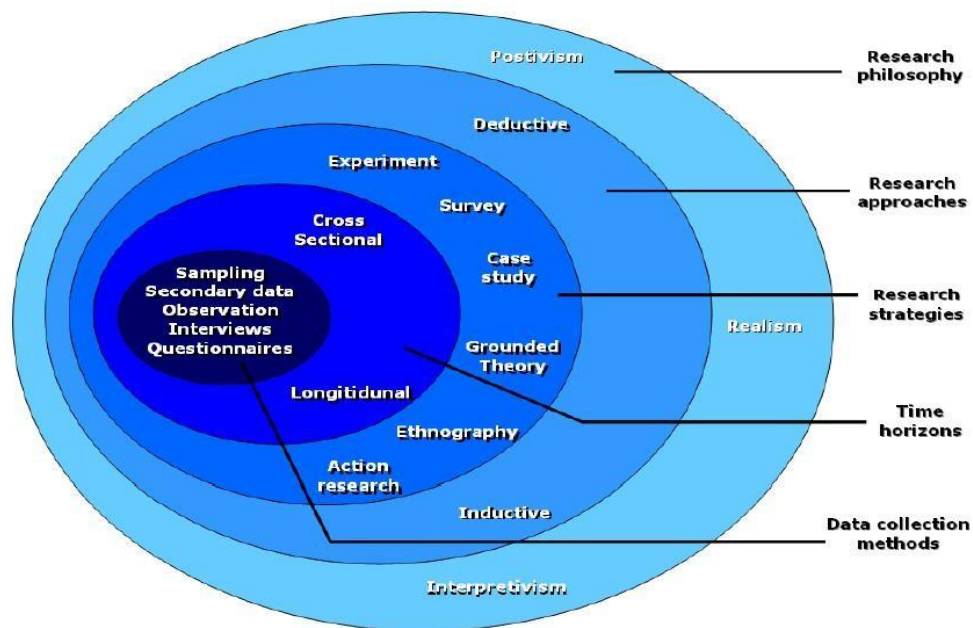 Postivism
Research
philosophy
Deductive
Experiment
Research
approaches
Survey
Cross
Sectional
Case
study
Sampling
Secondary data
Observation
Interviews
Questionnaires
Research
strategies
Realism
Grounded
Theory
Longitidunal
Time
horizons
Ethnography
Action
research
Inductive
Data collection
methods
Interpretivism